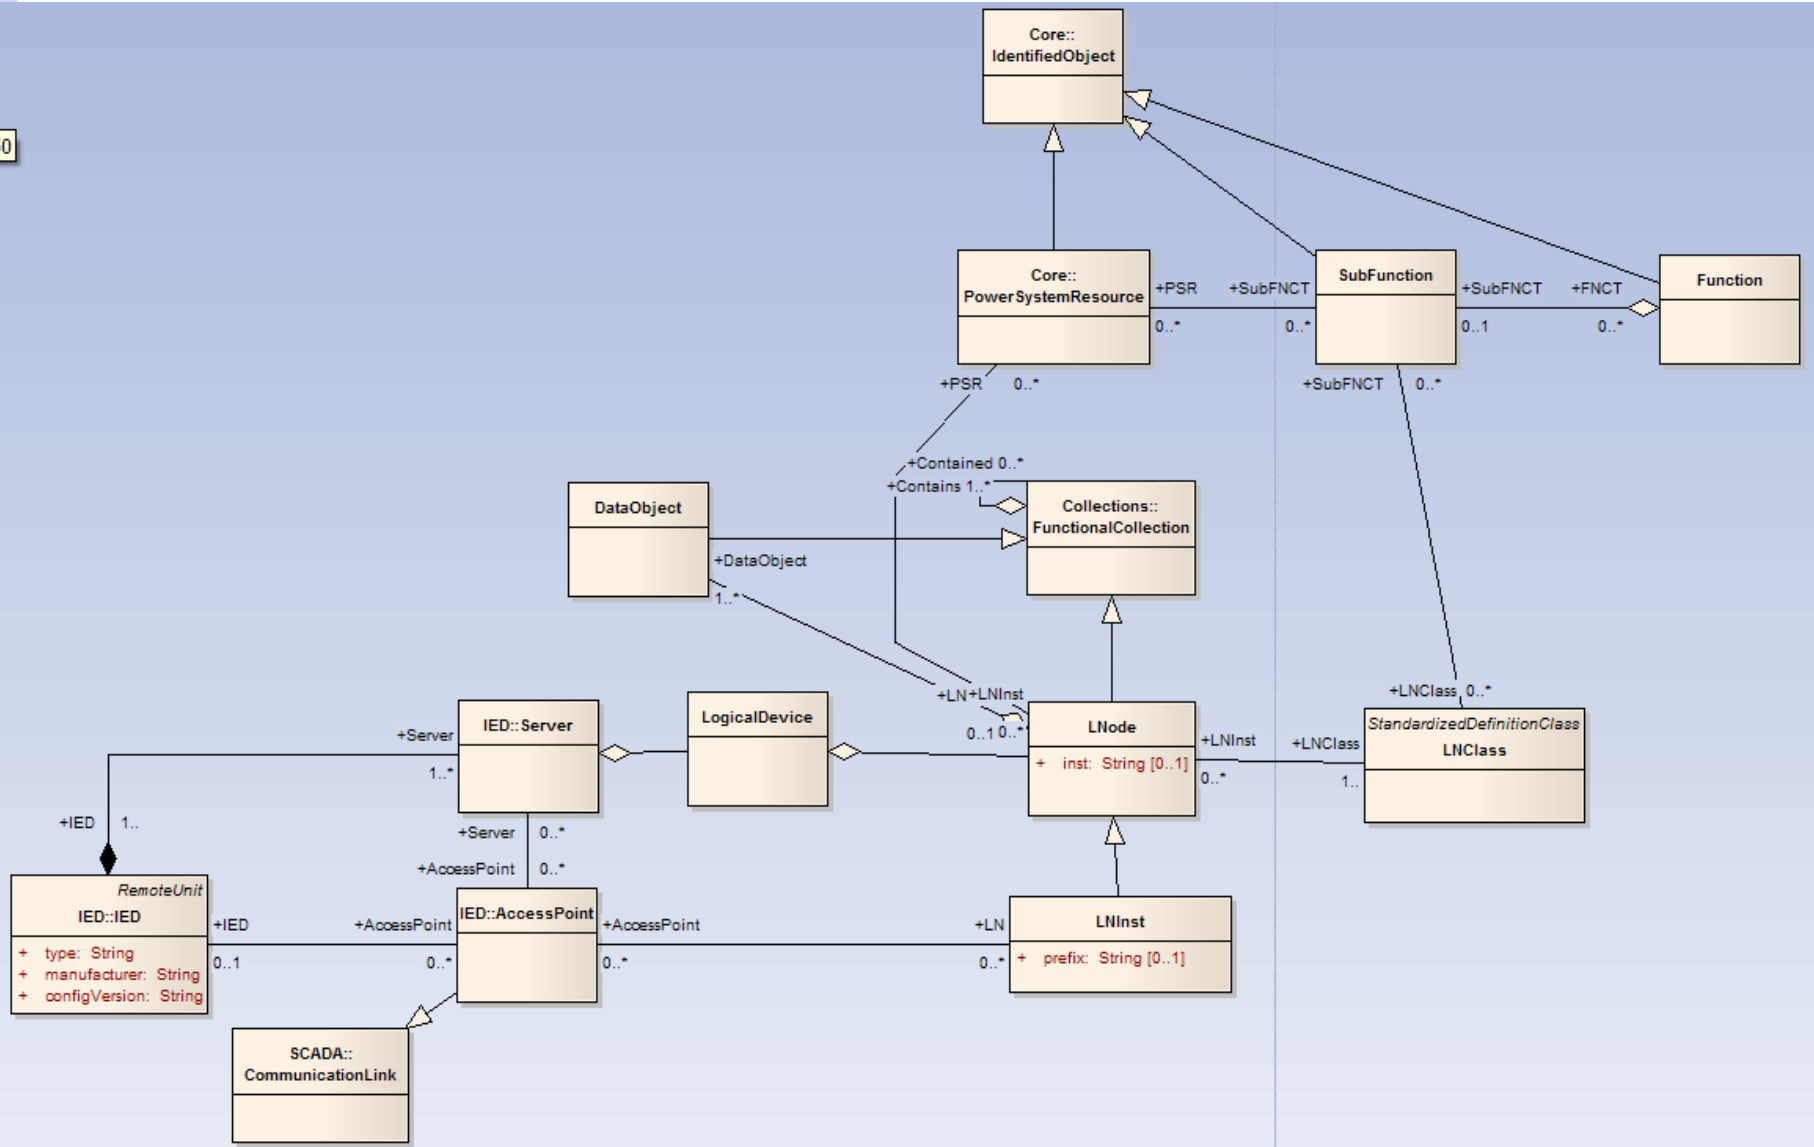 Core::
IdentifiedObject
0
Core::
PowerSystemResource
+PSR
0..*
+SubFNCT
0..*
SubFunction
+SubFNCT
0..1
+FNCT
0..*
Function
+PSR
0..*
+SubFNCT
0..*
+Contained 0..*
+Contains 1..*
DataObject
Collections::
FunctionalCollection
+DataObject
1..*
+LN
+LNInst
0..1
0..*
+LNClass 0..*
IED::Server
LogicalDevice
LNode
+ inst: String [0..1]
+LNInst
0..*
+LNClass
1..
StandardizedDefinitionClass
LNClass
+Server
1..*
+IED
1..
+Server
0..*
+AccessPoint
0..*
RemoteUnit
IED::IED
+ type: String
+ manufacturer: String
+ configVersion: String
+IED
0..1
+AccessPoint
0..*
IED::AccessPoint
+AccessPoint
0..*
+LN
0..*
LNInst
+ prefix: String [0..1]
SCADA::
CommunicationLink